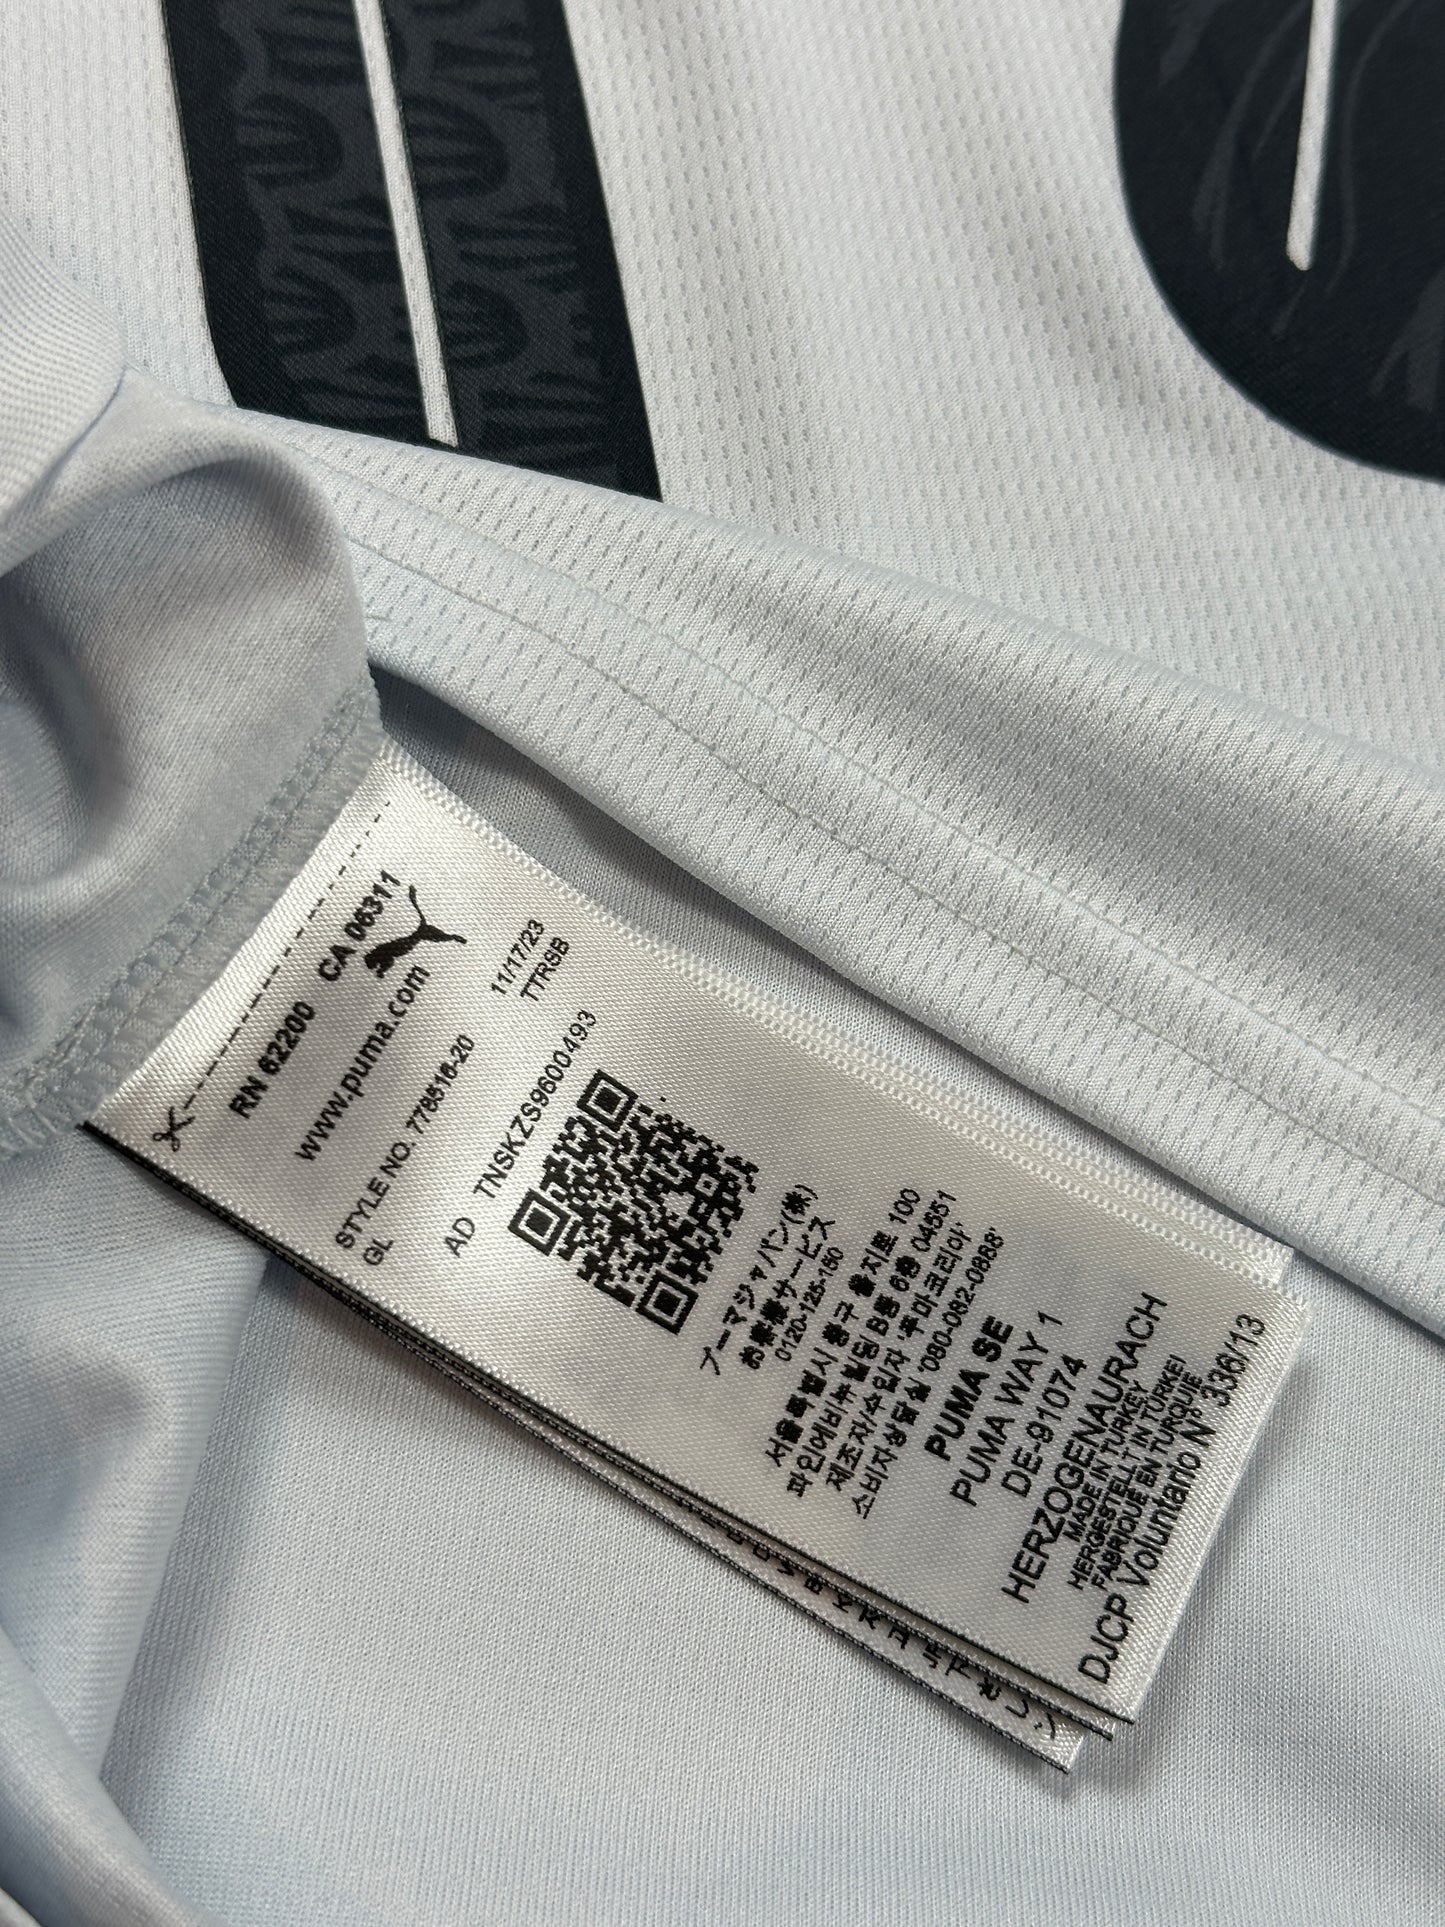 RN 62200 CA 06311
www.puma.com
STYLE NO. 778516-20
GL
11/17/23
TTRSB
AD TNSKZS9600493
プーマジャパン(株)
お客様サービス
0120-125-150
서울특별시 중구 을지로 100
파인에비뉴빌딩 B동 6층 04551
제조자/수입자 '푸마코리아'
소비자상담실 '080-082-0888'
PUMA SE
PUMA WAY 1
DE-91074
HERZOGENAURACH
MADE IN TURKEY
HERGESTELLT IN TÜRKEI
FABRIQUÉ EN TURQUIE
DJCP Voluntario N° 336/13